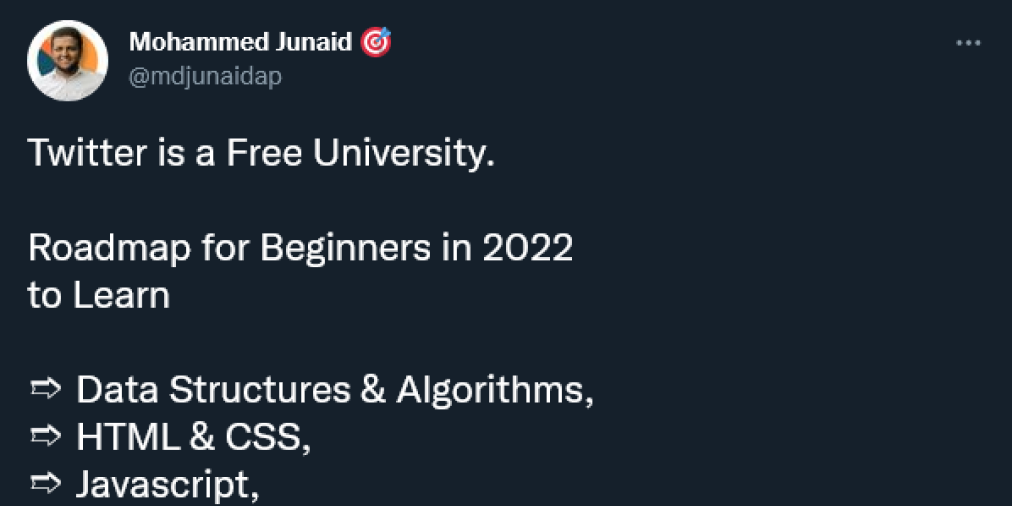 Mohammed Junaid 🎯
@mdjunaidap
Twitter is a Free University.
Roadmap for Beginners in 2022
to Learn
⇨ Data Structures & Algorithms,
⇨ HTML & CSS,
⇨ Javascript,